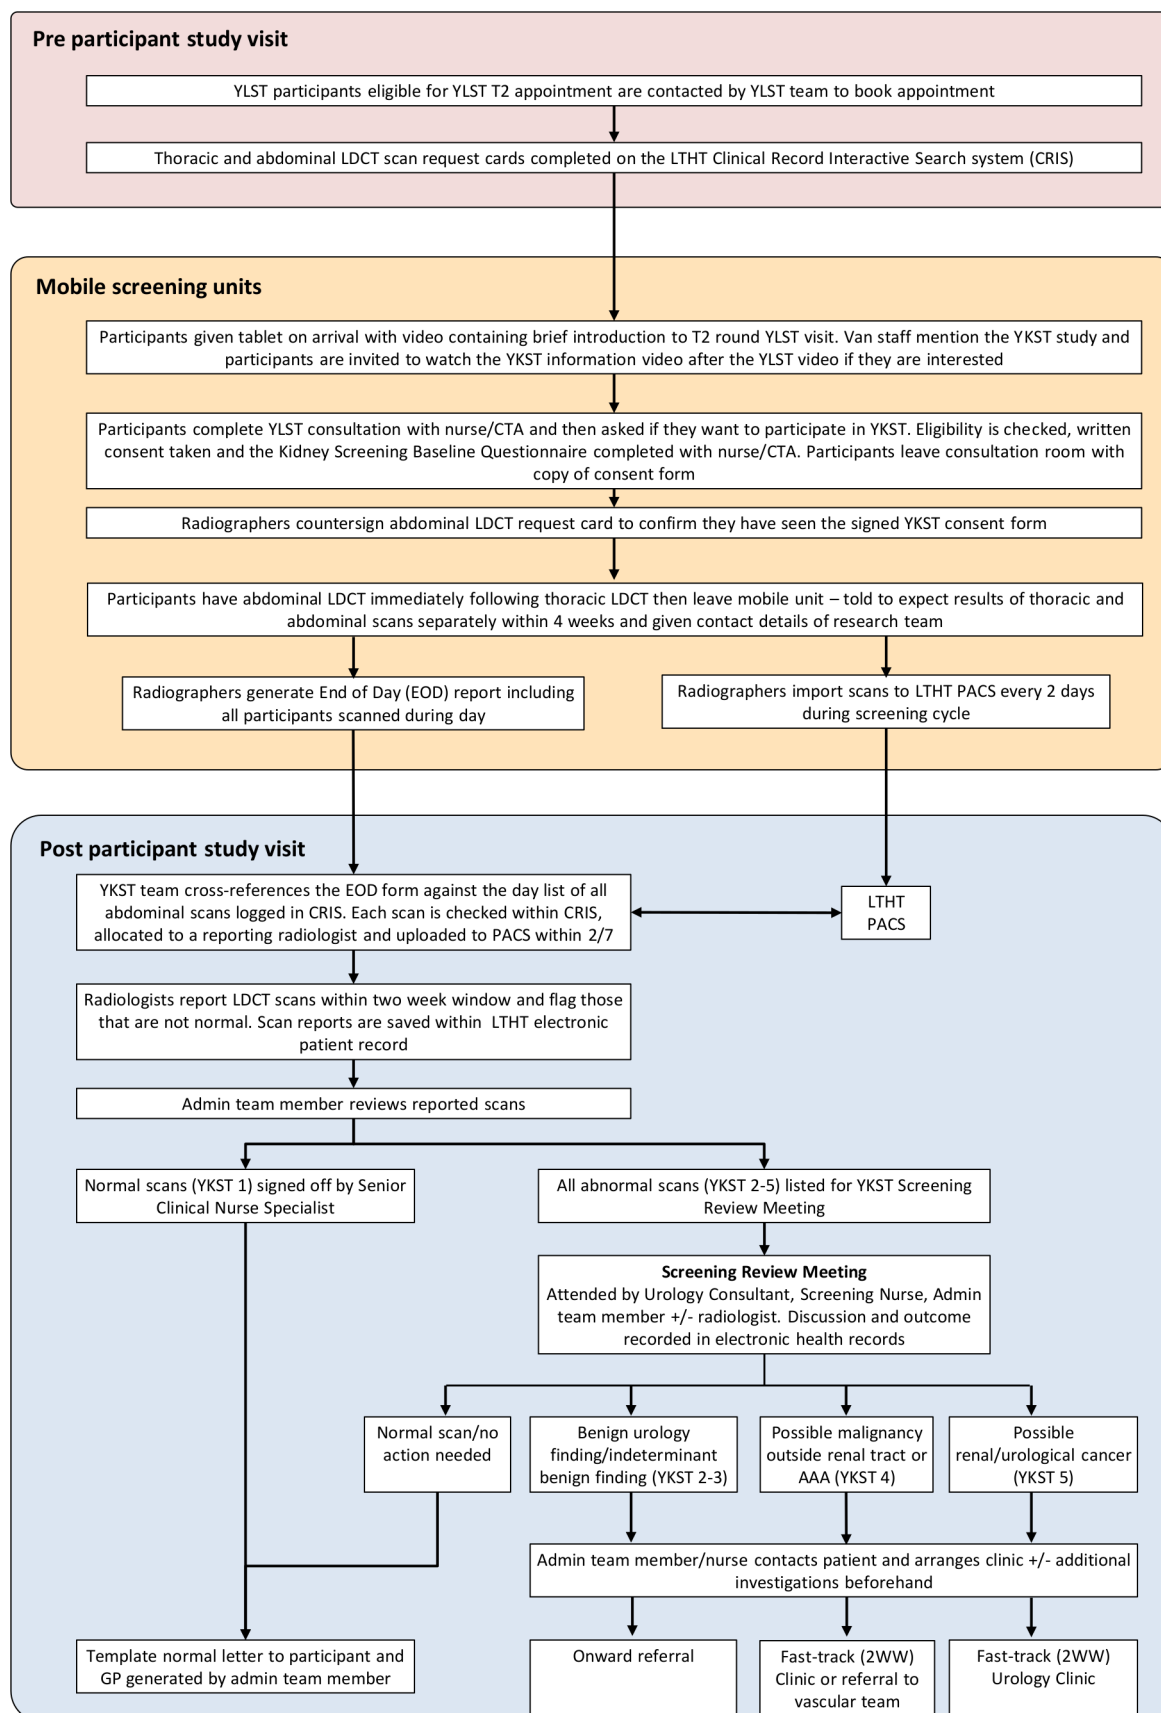 Pre participant study visit
YLST participants eligible for YLST T2 appointment are contacted by YLST team to book appointment
Thoracic and abdominal LDCT scan request cards completed on the LTHT Clinical Record Interactive Search system (CRIS)
Mobile screening units
Participants given tablet on arrival with video containing brief introduction to T2 round YLST visit. Van staff mention the YKST study and
participants are invited to watch the YKST information video after the YLST video if they are interested
Participants complete YLST consultation with nurse/CTA and then asked if they want to participate in YKST. Eligibility is checked, written
consent taken and the Kidney Screening Baseline Questionnaire completed with nurse/CTA. Participants leave consultation room with
copy of consent form
Radiographers countersign abdominal LDCT request card to confirm they have seen the signed YKST consent form
Participants have abdominal LDCT immediately following thoracic LDCT then leave mobile unit – told to expect results of thoracic and
abdominal scans separately within 4 weeks and given contact details of research team
Radiographers generate End of Day (EOD) report including
all participants scanned during day
Radiographers import scans to LTHT PACS every 2 days
during screening cycle
Post participant study visit
YKST team cross-references the EOD form against the day list of all
abdominal scans logged in CRIS. Each scan is checked within CRIS,
allocated to a reporting radiologist and uploaded to PACS within 2/7
LTHT
PACS
Radiologists report LDCT scans within two week window and flag those
that are not normal. Scan reports are saved within LTHT electronic
patient record
Admin team member reviews reported scans
Normal scans (YKST 1) signed off by Senior
Clinical Nurse Specialist
All abnormal scans (YKST 2-5) listed for YKST Screening
Review Meeting
Screening Review Meeting
Attended by Urology Consultant, Screening Nurse, Admin
team member +/- radiologist. Discussion and outcome
recorded in electronic health records
Normal scan/no
action needed
Benign urology
finding/indeterminant
benign finding (YKST 2-3)
Possible malignancy
outside renal tract or
AAA (YKST 4)
Possible
renal/urological cancer
(YKST 5)
Admin team member/nurse contacts patient and arranges clinic +/- additional
investigations beforehand
Template normal letter to participant and
GP generated by admin team member
Onward referral
Fast-track (2WW)
Clinic or referral to
vascular team
Fast-track (2WW)
Urology Clinic